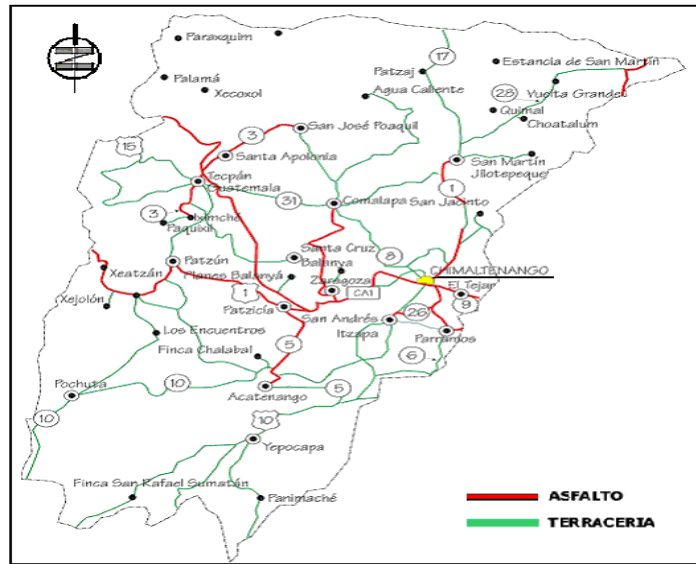 Paraxquim
17
Estancia de San Martín
Patzaj
Palamá
Xecoxol
Agua Caliente
28
Vuelta Grande
Quimal
Choatalum
San José Poaquil
3
15
Santa Apolonia
San Martín
Jilotepeque
Tecpán
Guatemala
1
31
Comalapa
San Jacinto
3
Iximché
Paquixil
Patzún
Santa Cruz
Balanya
8
Xeatzán
Planes Balanyá
Zaragoza
CHIMALTENANGO
El Tejar
1
CA1
9
Xejolón
Patzicía
San Andrés
Itzapa
26
Los Encuentros
5
Parramos
Finca Chalabal
6
Pochuta
10
Acatenango
5
10
10
Yepocapa
Finca San Rafael Sumatán
Panimaché
ASFALTO
TERRACERIA